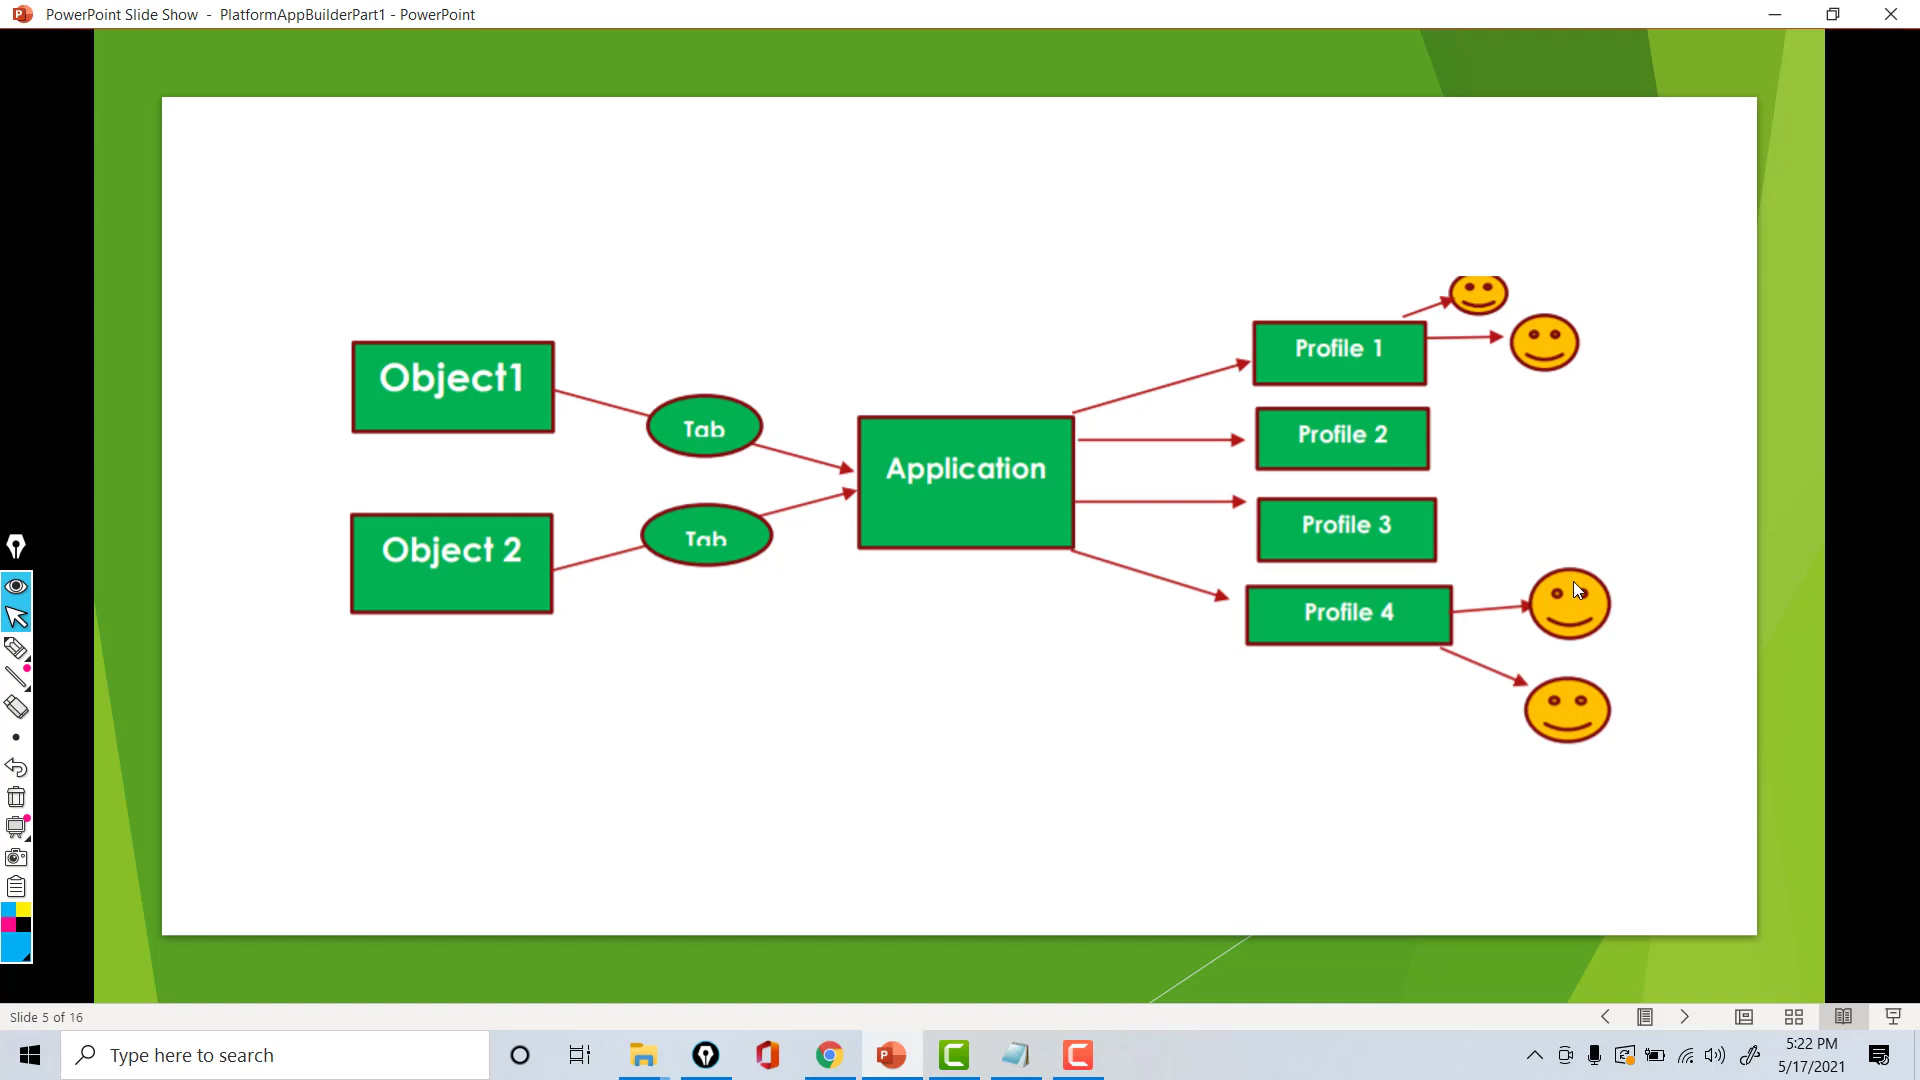 PowerPoint Slide Show - PlatformAppBuilderPart1 - PowerPoint
Object1
Tab
Object 2
Tab
Application
Profile 1
Profile 2
Profile 3
Profile 4
Slide 5 of 16
Type here to search
5:22 PM
5/17/2021